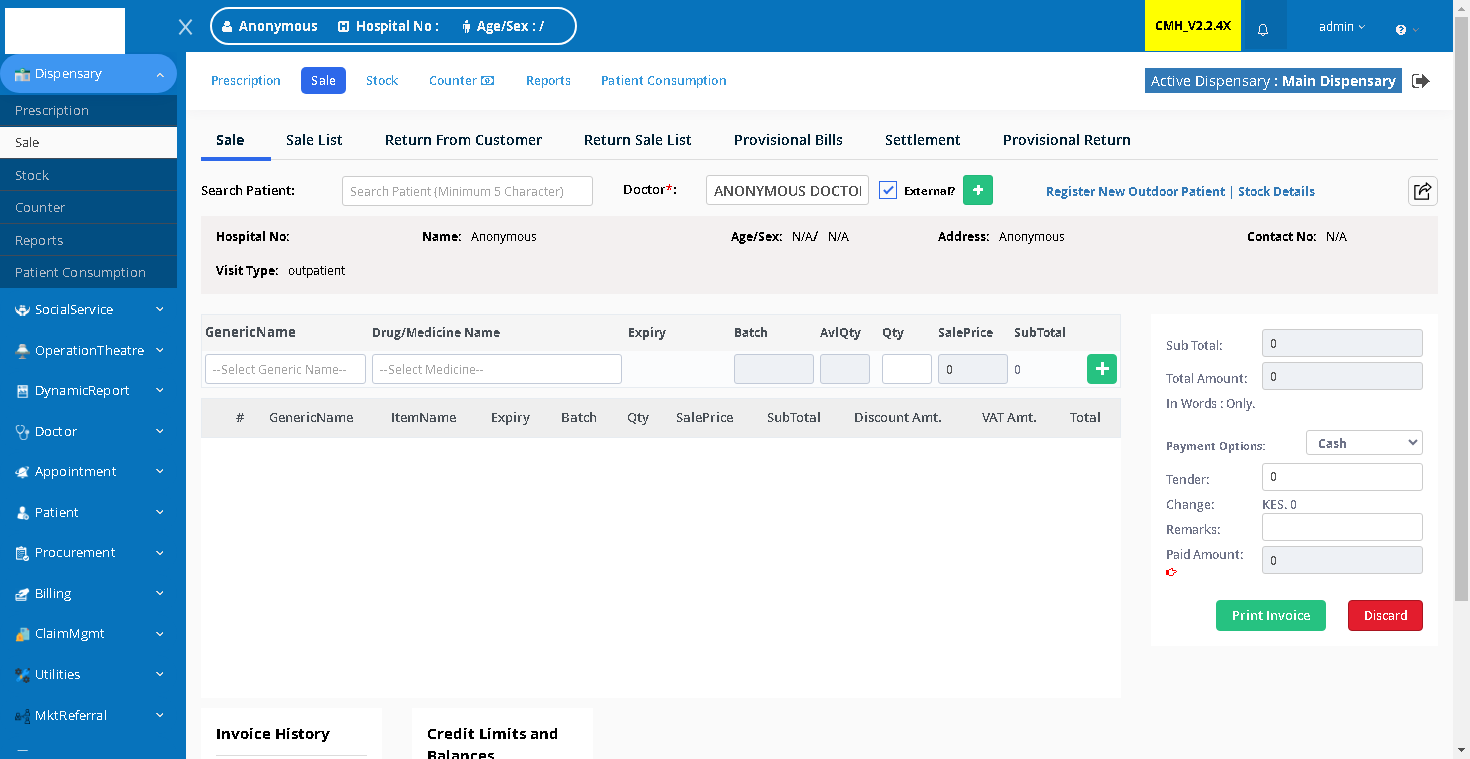 Anonymous Hospital No : Age/Sex : /
CMH_V2.2.4X
admin
Dispensary
Prescription
Sale
Stock
Counter
Reports
Patient Consumption
SocialService
OperationTheatre
DynamicReport
Doctor
Appointment
Patient
Procurement
Billing
ClaimMgmt
Utilities
MktReferral
Prescription Sale Stock Counter Reports Patient Consumption
Active Dispensary : Main Dispensary
Sale Sale List Return From Customer Return Sale List Provisional Bills Settlement Provisional Return
Search Patient: Search Patient (Minimum 5 Character) Doctor*: ANONYMOUS DOCTOR External? Register New Outdoor Patient | Stock Details
Hospital No: Name: Anonymous Age/Sex: N/A/ N/A Address: Anonymous Contact No: N/A
Visit Type: outpatient
GenericName Drug/Medicine Name Expiry Batch AvlQty Qty SalePrice SubTotal
--Select Generic Name-- --Select Medicine-- 0 0
# GenericName ItemName Expiry Batch Qty SalePrice SubTotal Discount Amt. VAT Amt. Total
Sub Total: 0
Total Amount: 0
In Words : Only.
Payment Options: Cash
Tender: 0
Change: KES. 0
Remarks:
Paid Amount: 0
Print Invoice Discard
Invoice History
Credit Limits and
Balances